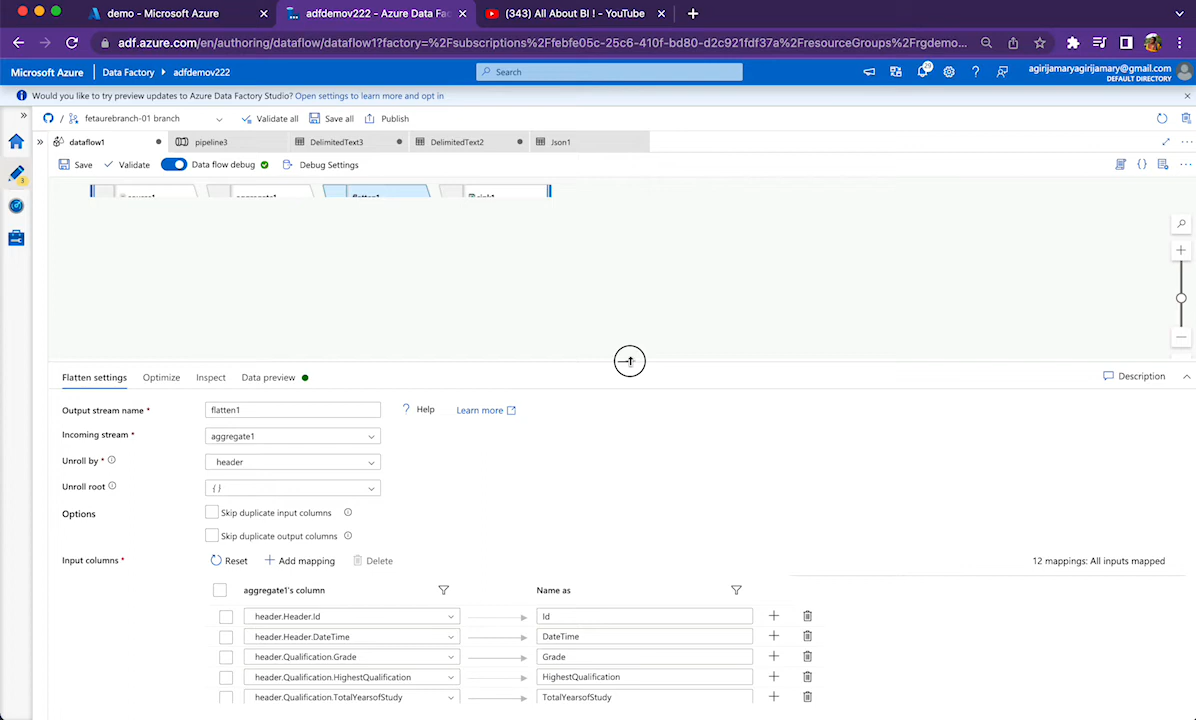 demo - Microsoft Azure
adfdemov222 - Azure Data Fac
(343) All About BI ! - YouTube
adf.azure.com/en/authoring/dataflow/dataflow1?factory=%2Fsubscriptions%2Ffebfe05c-25c6-410f-bd80-d2c921fdf37a%2FresourceGroups%2Frgdemo...
Microsoft Azure
Data Factory
adfdemov222
Search
29
agirijamaryagirijamary@gmail.com
DEFAULT DIRECTORY
Would you like to try preview updates to Azure Data Factory Studio? Open settings to learn more and opt in
/ fetaurebranch-01 branch
Validate all
Save all
Publish
dataflow1
pipeline3
DelimitedText3
DelimitedText2
Json1
Save
Validate
Data flow debug
Debug Settings
3
source1
aggregate1
flatten1
sink1
Flatten settings
Optimize
Inspect
Data preview
Description
Output stream name *
flatten1
? Help
Learn more
Incoming stream *
aggregate1
Unroll by *
header
Unroll root
{}
Options
Skip duplicate input columns
Skip duplicate output columns
Input columns *
Reset
Add mapping
Delete
12 mappings: All inputs mapped
aggregate1's column
Name as
header.Header.Id
Id
header.Header.DateTime
DateTime
header.Qualification.Grade
Grade
header.Qualification.HighestQualification
HighestQualification
header.Qualification.TotalYearsofStudy
TotalYearsofStudy